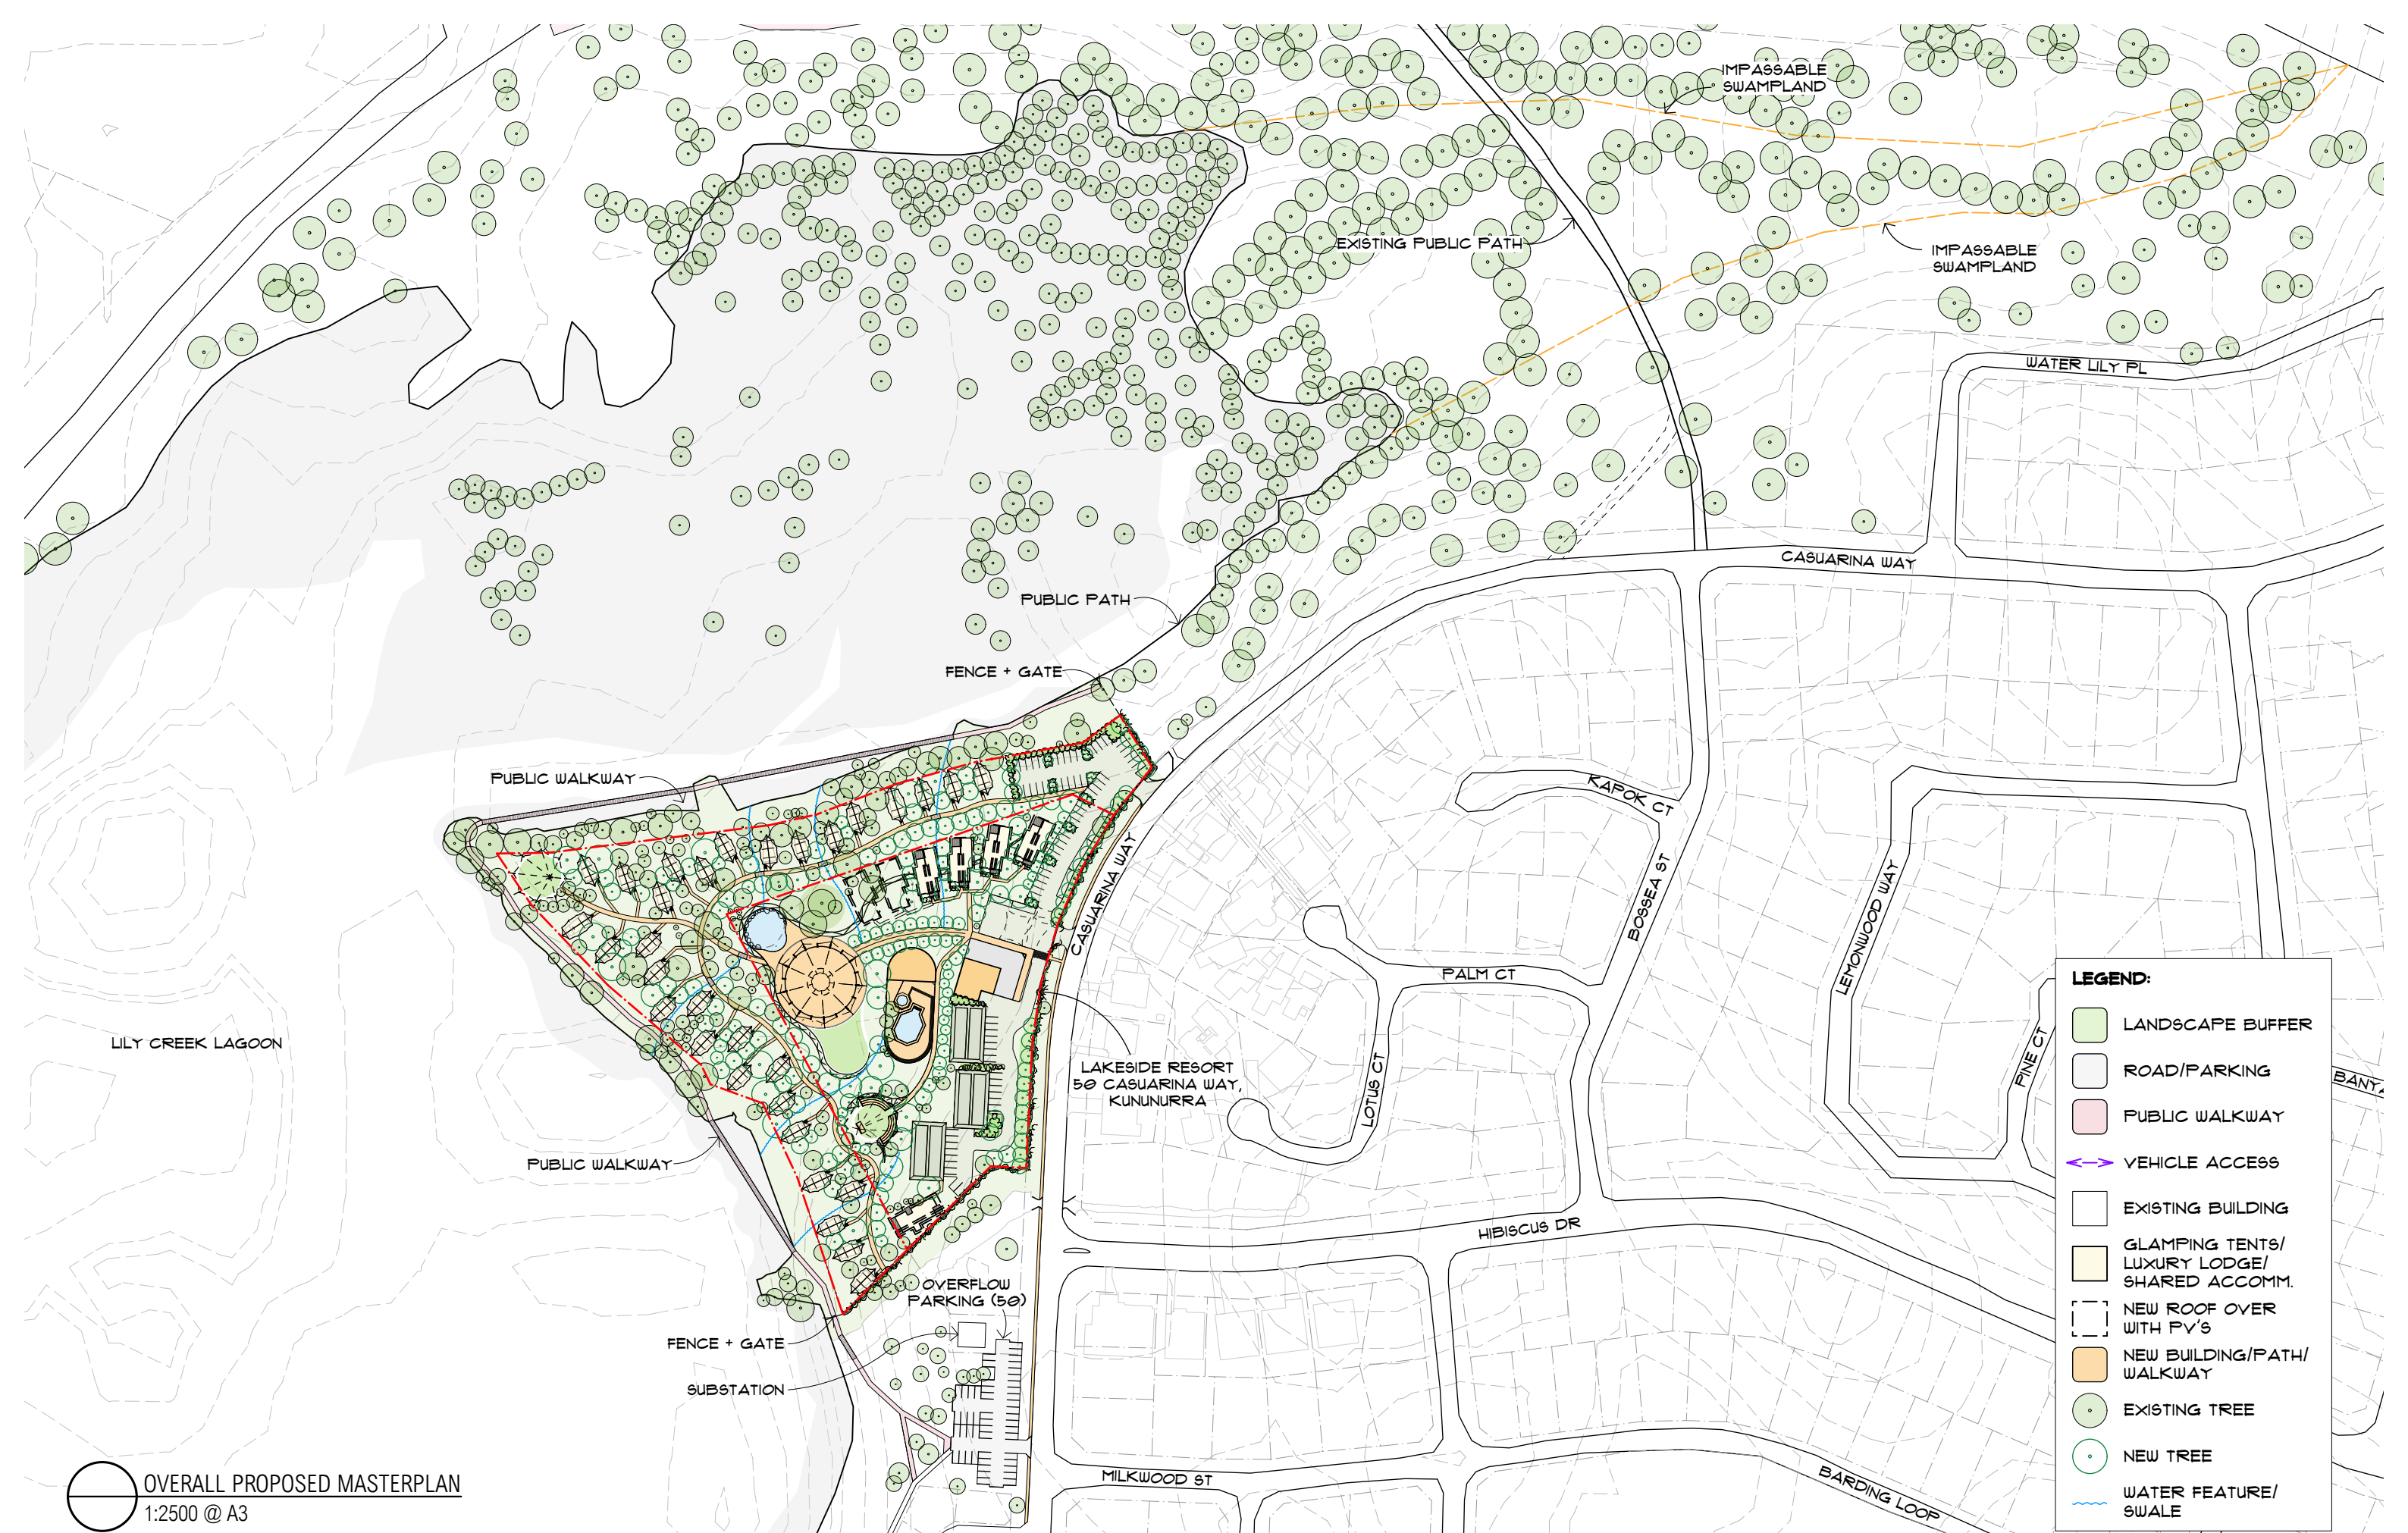 IMPASSABLE
SWAMPLAND
EXISTING PUBLIC PATH
IMPASSABLE
SWAMPLAND
WATER LILY PL
CASUARINA WAY
PUBLIC PATH
FENCE + GATE
PUBLIC WALKWAY
KAPOK CT
CASUARINA WAY
BOSSEA ST
LEMONWOOD WAY
PALM CT
LILY CREEK LAGOON
LAKESIDE RESORT
50 CASUARINA WAY,
KUNUNURRA
LOTUS CT
PINE CT
BANYA
PUBLIC WALKWAY
HIBISCUS DR
OVERFLOW
PARKING (50)
FENCE + GATE
SUBSTATION
MILKWOOD ST
BARDING LOOP
LEGEND:
LANDSCAPE BUFFER
ROAD/PARKING
PUBLIC WALKWAY
VEHICLE ACCESS
EXISTING BUILDING
GLAMPING TENTS/
LUXURY LODGE/
SHARED ACCOMM.
NEW ROOF OVER
WITH PV'S
NEW BUILDING/PATH/
WALKWAY
EXISTING TREE
NEW TREE
WATER FEATURE/
SWALE
OVERALL PROPOSED MASTERPLAN
1:2500 @ A3